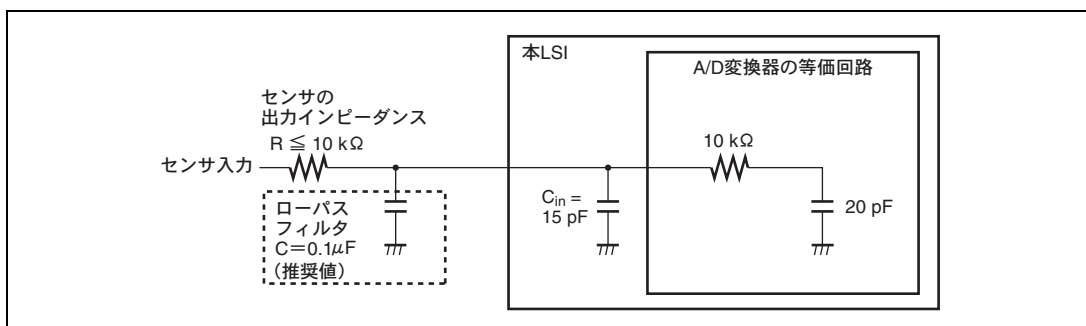 本LSI
A/D変換器の等価回路
センサの
出力インピーダンス
R ≦ 10 kΩ
センサ入力
ローパス
フィルタ
C＝0.1μF
（推奨値）
Cin =
15 pF
10 kΩ
20 pF